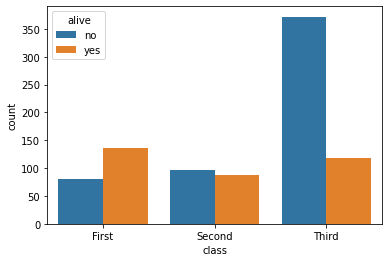 alive
no
yes
350
300
250
200
150
100
50
0
count
First Second Third
class